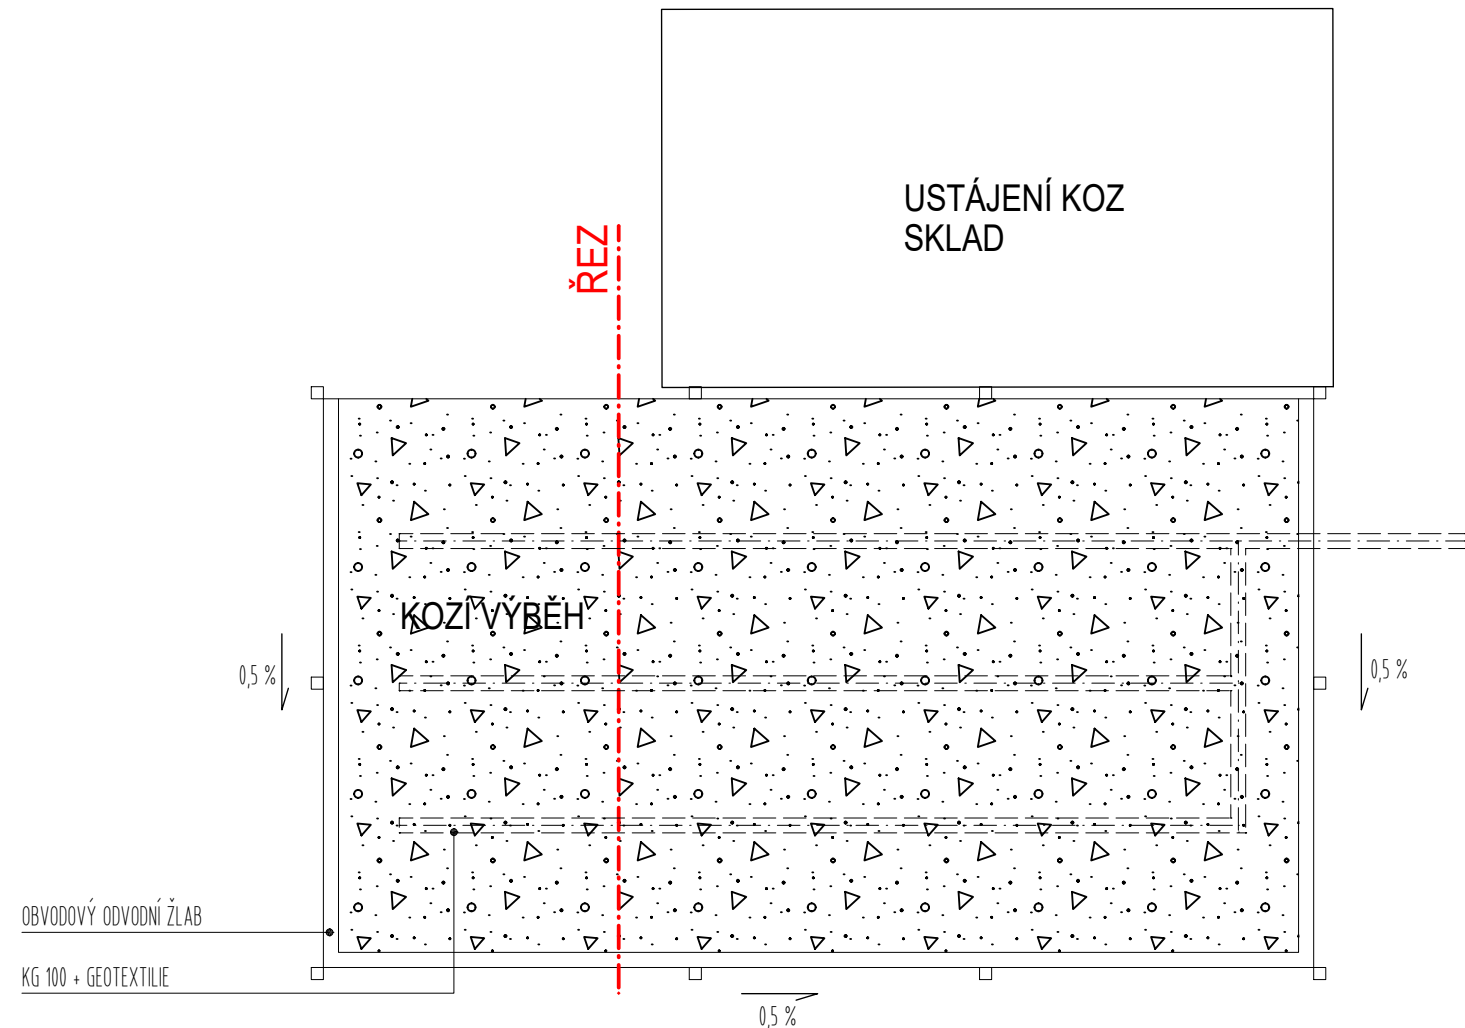 USTÁJENÍ KOZ
SKLAD
ŘEZ
KOZÍ VÝBĚH
0,5 %
0,5 %
OBVODOVÝ ODVODNÍ ŽLAB
KG 100 + GEOTEXTILIE
0,5 %